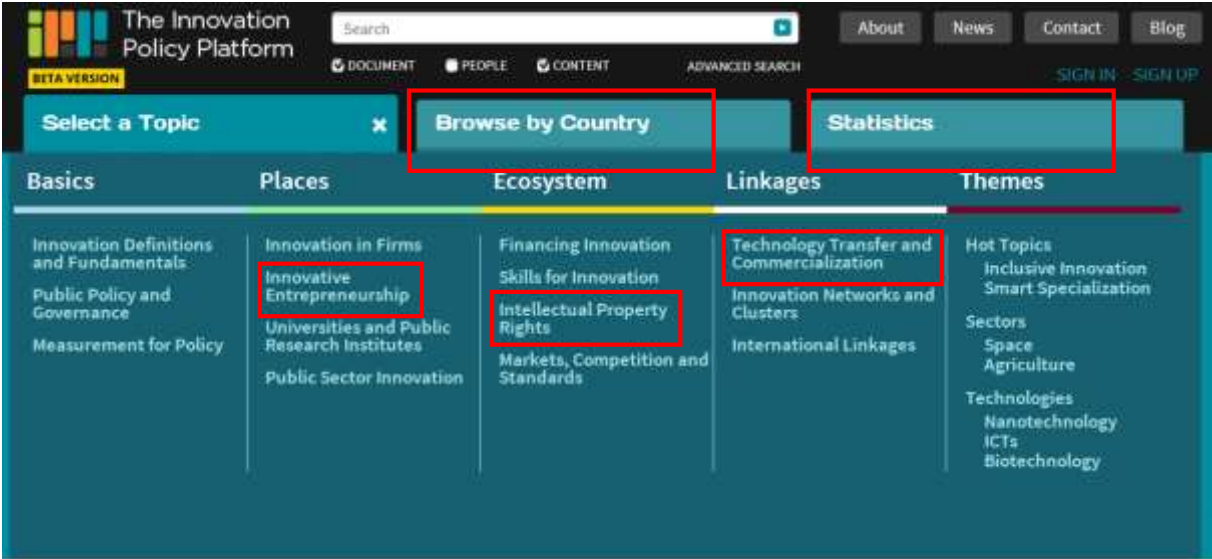 The Innovation
Policy Platform
BETA VERSION
Search
DOCUMENT PEOPLE CONTENT ADVANCED SEARCH
About News Contact Blog
SIGN IN SIGN UP
Select a Topic x
Browse by Country
Statistics
Basics
Innovation Definitions
and Fundamentals
Public Policy and
Governance
Measurement for Policy
Places
Innovation in Firms
Innovative
Entrepreneurship
Universities and Public
Research Institutes
Public Sector Innovation
Ecosystem
Financing Innovation
Skills for Innovation
Intellectual Property
Rights
Markets, Competition and
Standards
Linkages
Technology Transfer and
Commercialization
Innovation Networks and
Clusters
International Linkages
Themes
Hot Topics
Inclusive Innovation
Smart Specialization
Sectors
Space
Agriculture
Technologies
Nanotechnology
ICTs
Biotechnology